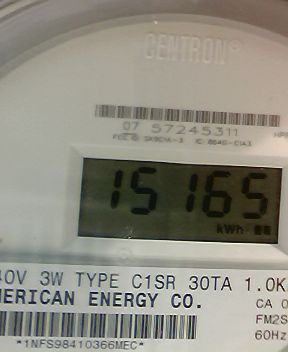 CENTRON®
07 57245311
15165
kWh
40V 3W TYPE C1SR 30TA 1.0K
MERICAN ENERGY CO.
CA 0
FM2S
60Hz
*1NFS98410366MEC*